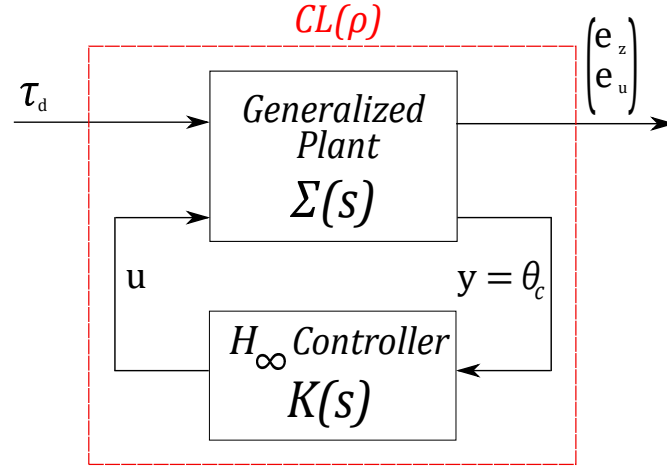 CL(ρ)
τd
(ez
eu)
Generalized
Plant
Σ(s)
u
y = θc
H∞ Controller
K(s)